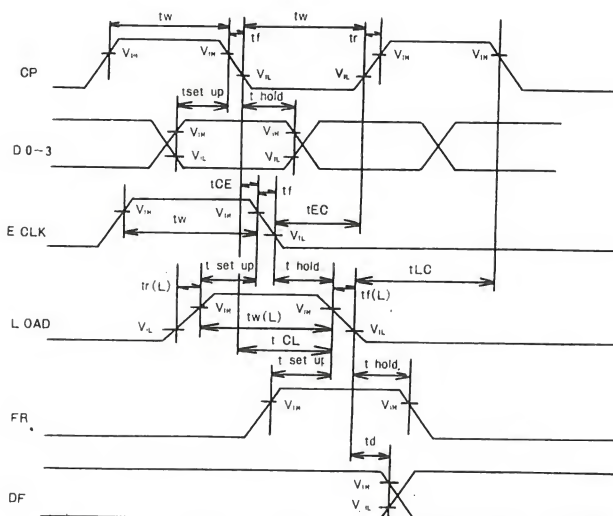 tw tf tw tr
CP VIH VIH VIL VIL VIH VIH
tset up t hold
D 0~3 VIH VIL VIH VIL
tCE tf tEC
E CLK VIH VIH VIL
tw
t set up t hold tLC
tr(L) tf(L)
LOAD VIL VIH VIH VIL
tw(L)
t CL
t set up t hold
FR VIH VIH
td
DF VIH VIL